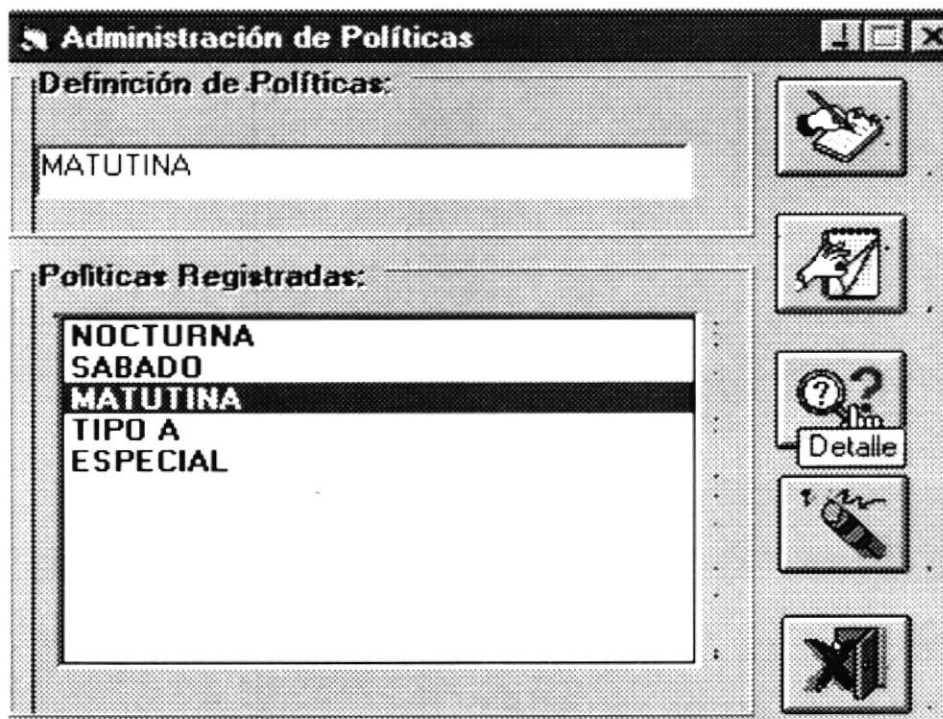 Administración de Políticas
Definición de Políticas:
MATUTINA
Políticas Registradas:
NOCTURNA
SABADO
MATUTINA
TIPO A
ESPECIAL
Detalle